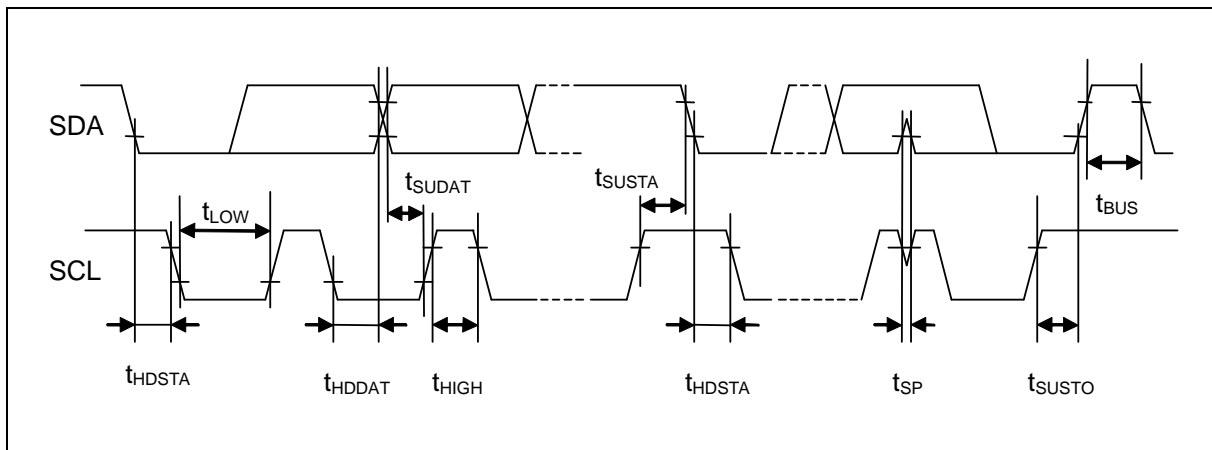 SDA
tSUDAT
tSUSTA
tLOW
tBUS
SCL
tHDSTA
tHDDAT
tHIGH
tHDSTA
tSP
tSUSTO